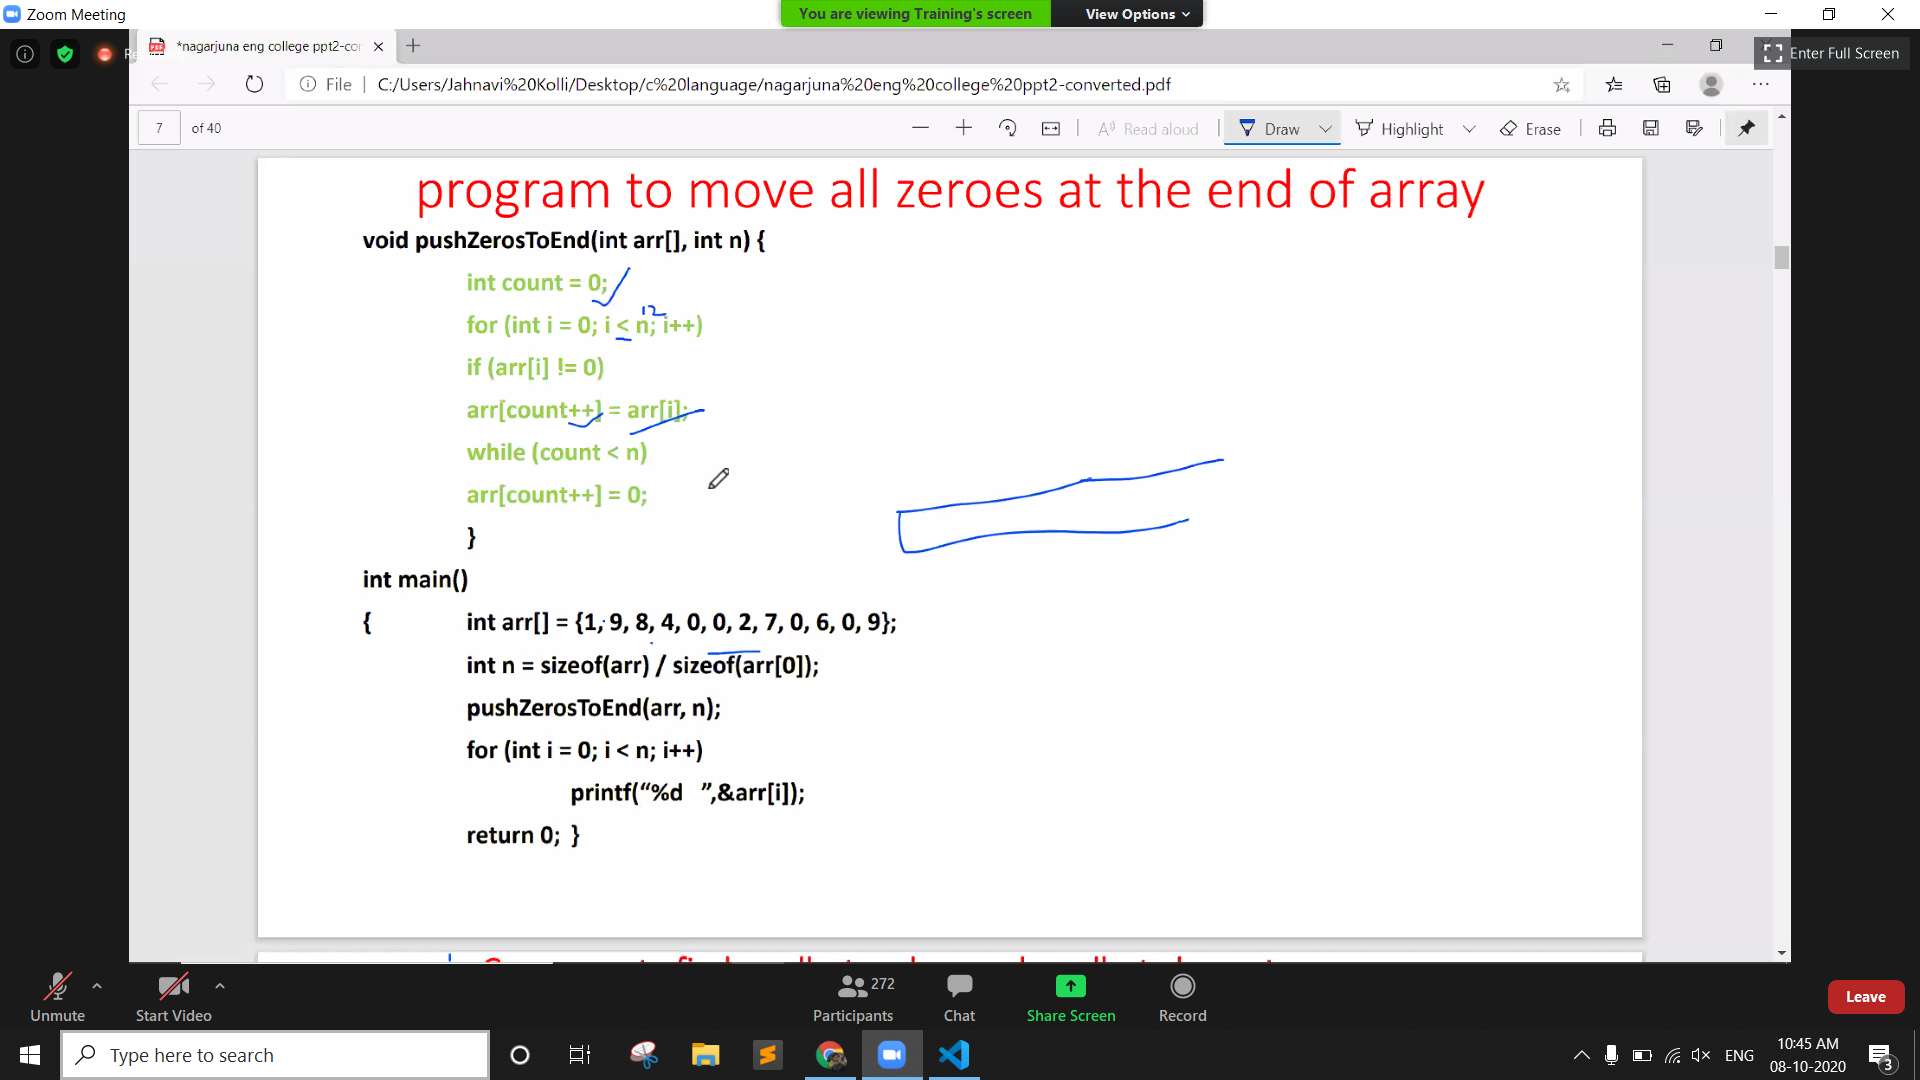 Zoom Meeting
You are viewing Training's screen
View Options
*nagarjuna eng college ppt2-cor
Enter Full Screen
File
C:/Users/Jahnavi%20Kolli/Desktop/c%20language/nagarjuna%20eng%20college%20ppt2-converted.pdf
7 of 40
Read aloud
Draw
Highlight
Erase
program to move all zeroes at the end of array
void pushZerosToEnd(int arr[], int n) {
int count = 0;
12
for (int i = 0; i < n; i++)
if (arr[i] != 0)
arr[count++] = arr[i];
while (count < n)
arr[count++] = 0;
}
int main()
{ int arr[] = {1, 9, 8, 4, 0, 0, 2, 7, 0, 6, 0, 9};
int n = sizeof(arr) / sizeof(arr[0]);
pushZerosToEnd(arr, n);
for (int i = 0; i < n; i++)
printf(“%d ”,&arr[i]);
return 0; }
272
Unmute
Start Video
Participants
Chat
Share Screen
Record
Leave
Type here to search
ENG
10:45 AM
08-10-2020
3